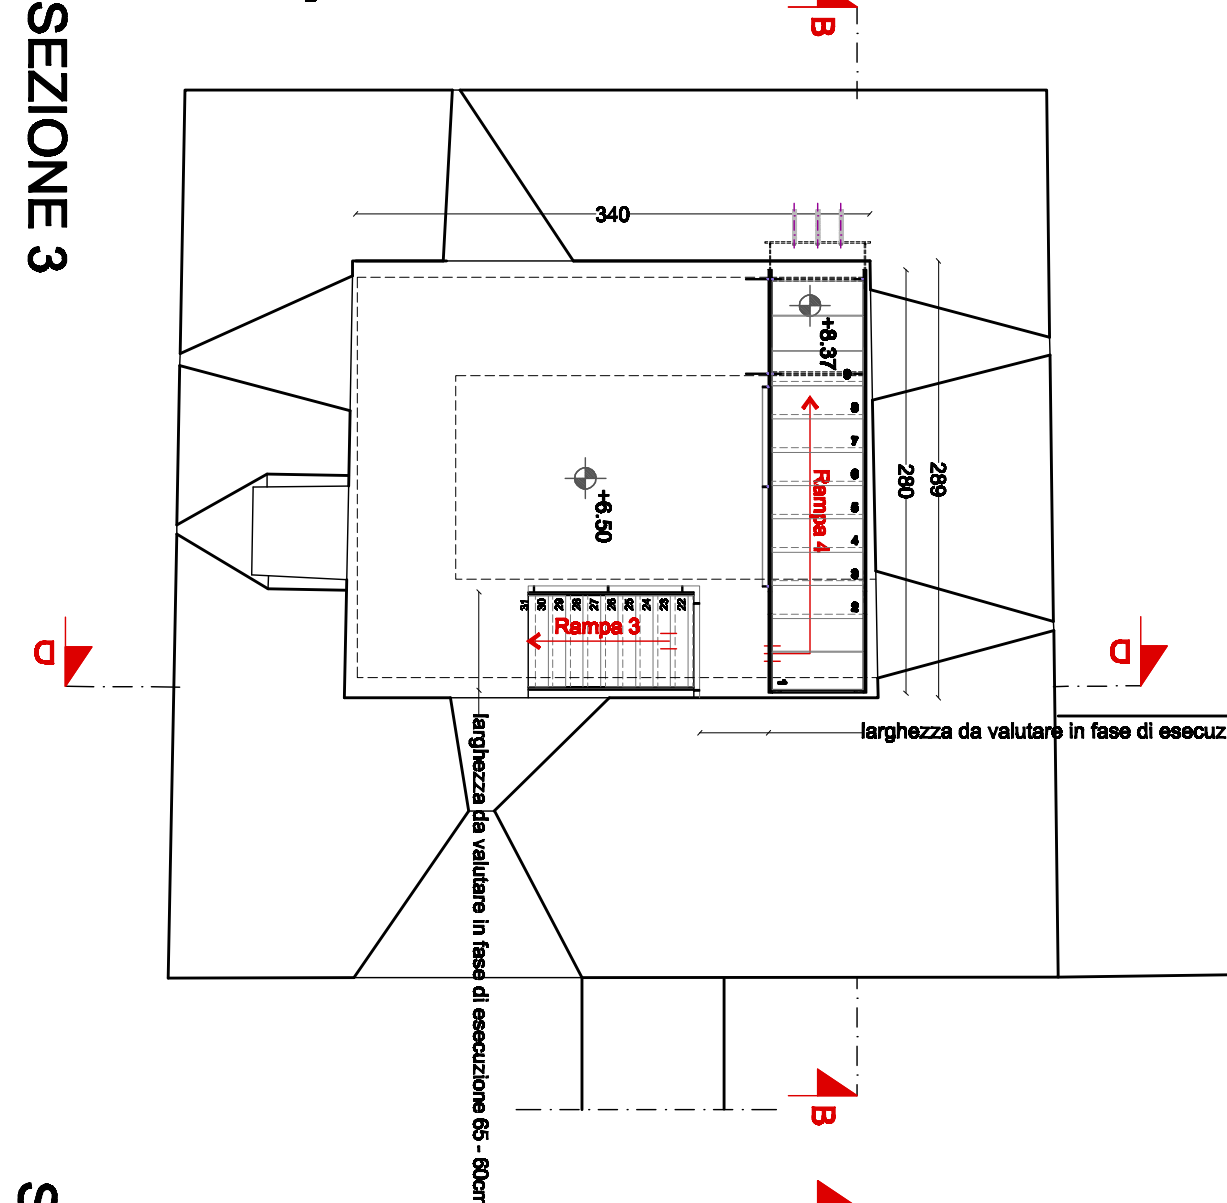 SEZIONE 3
B
340
+8.37
9
8
7
6
5
4
3
2
1
Rampa 4
280
289
+6.50
31
30
29
28
27
26
25
24
23
22
Rampa 3
D
D
larghezza da valutare in fase di esecuz
larghezza da valutare in fase di esecuzione 65 - 60cm
B
S